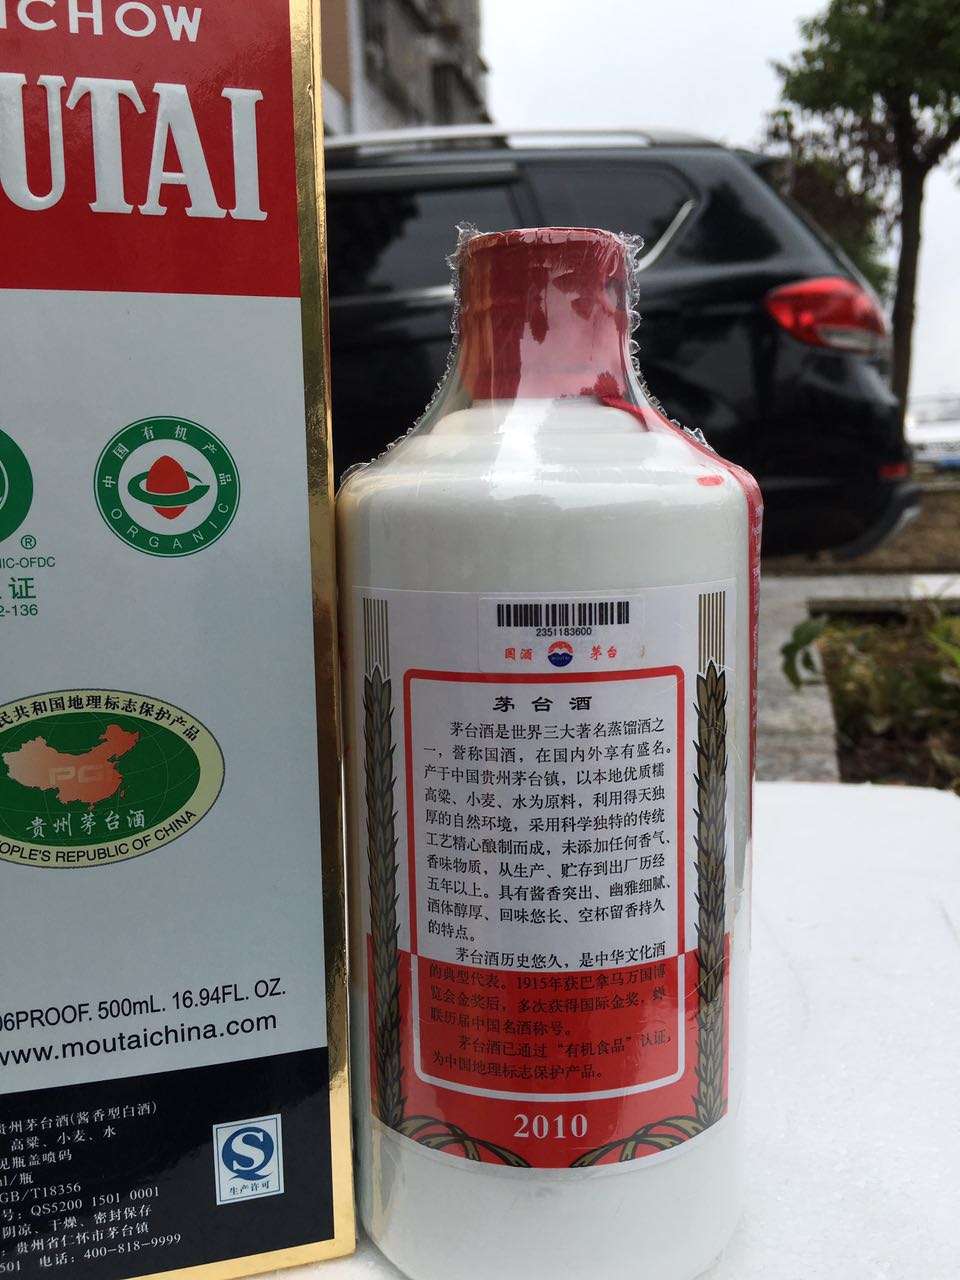 CHOW
UTAI
中国有机产品
ORGANIC
®
NIC-OFDC
证
2-136
民共和国地理标志保护产品
PG
贵州茅台酒
OPLE'S REPUBLIC OF CHINA
06PROOF. 500mL. 16.94FL. OZ.
www.moutaichina.com
贵州茅台酒(酱香型白酒)
高粱、小麦、水
见瓶盖喷码
ml/瓶
GB/T18356
号: QS5200 1501 0001
阴凉、干燥、密封保存
: 贵州省仁怀市茅台镇
501 电话: 400-818-9999
生产许可
2351183600
国酒 MOUTAI 茅台
茅台酒
茅台酒是世界三大著名蒸馏酒之
一，誉称国酒，在国内外享有盛名。
产于中国贵州茅台镇，以本地优质糯
高粱、小麦、水为原料，利用得天独
厚的自然环境，采用科学独特的传统
工艺精心酿制而成，未添加任何香气、
香味物质，从生产、贮存到出厂历经
五年以上。具有酱香突出、幽雅细腻、
酒体醇厚、回味悠长、空杯留香持久
的特点。
茅台酒历史悠久，是中华文化酒
的典型代表。1915年获巴拿马万国博
览会金奖后，多次获得国际金奖，蝉
联历届中国名酒称号。
茅台酒已通过“有机食品”认证，
为中国地理标志保护产品。
2010